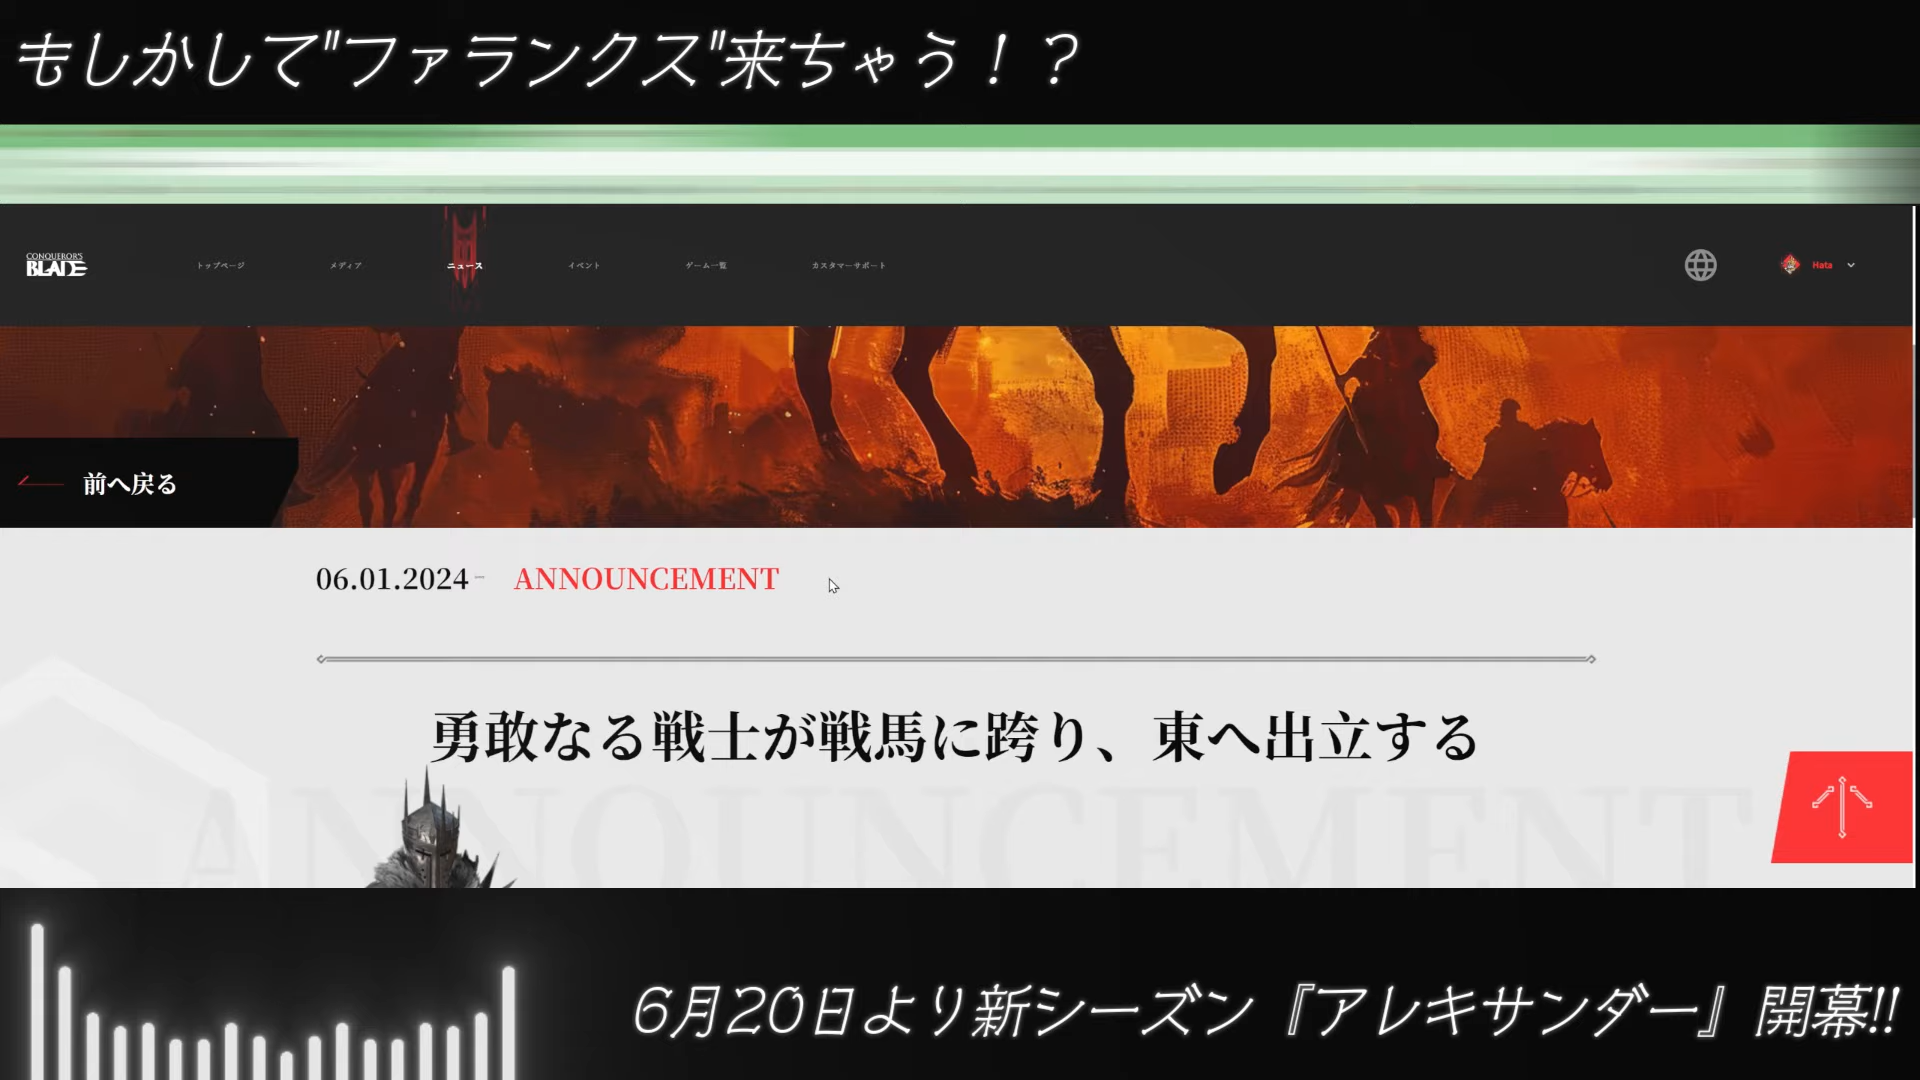 もしかして"ファランクス"来ちゃう！？
CONQUEROR'S
BLADE
トップページ
メディア
ニュース
イベント
ゲーム一覧
カスタマーサポート
Hata
前へ戻る
06.01.2024 - ANNOUNCEMENT
勇敢なる戦士が戦馬に跨り、東へ出立する
ANNOUNCEMENT
6月20日より新シーズン『アレキサンダー』開幕!!